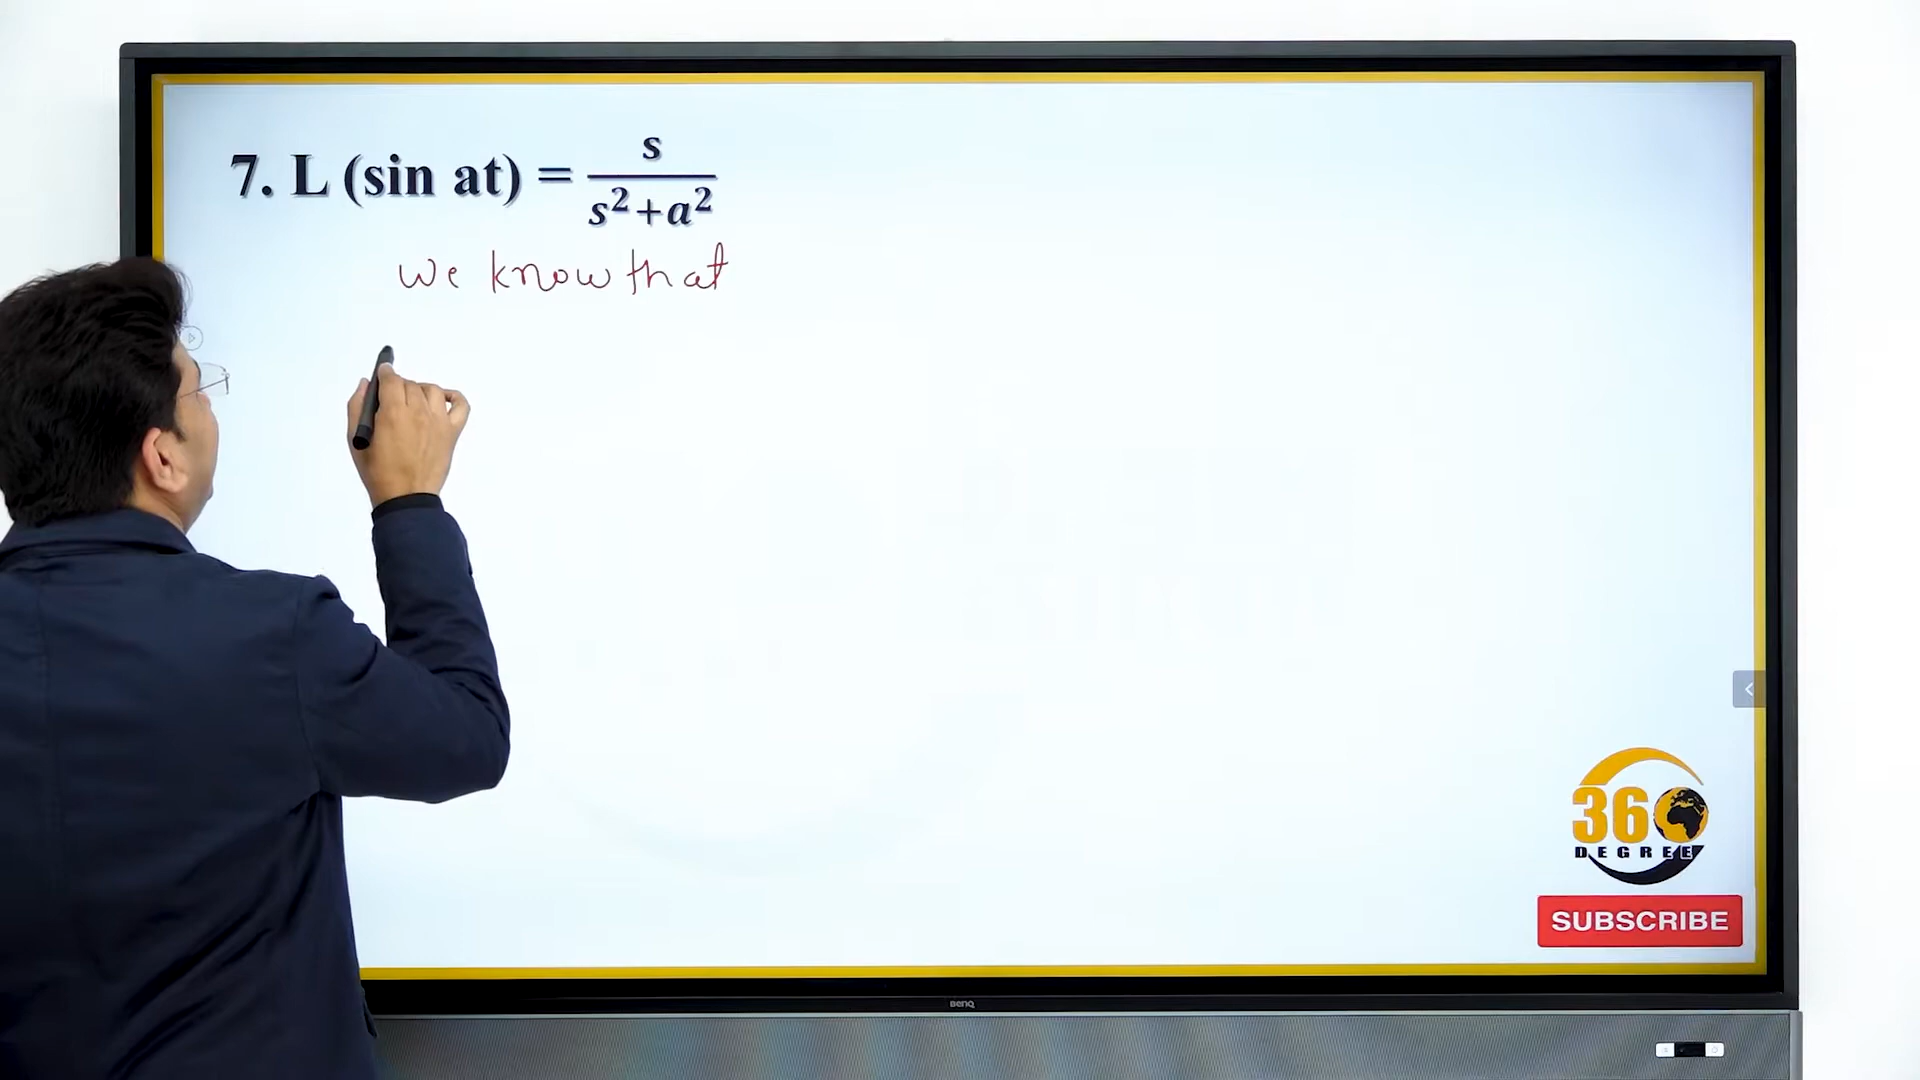 7. L (sin at) = s / s²+a²
we know that
360
DEGREE
SUBSCRIBE
BenQ